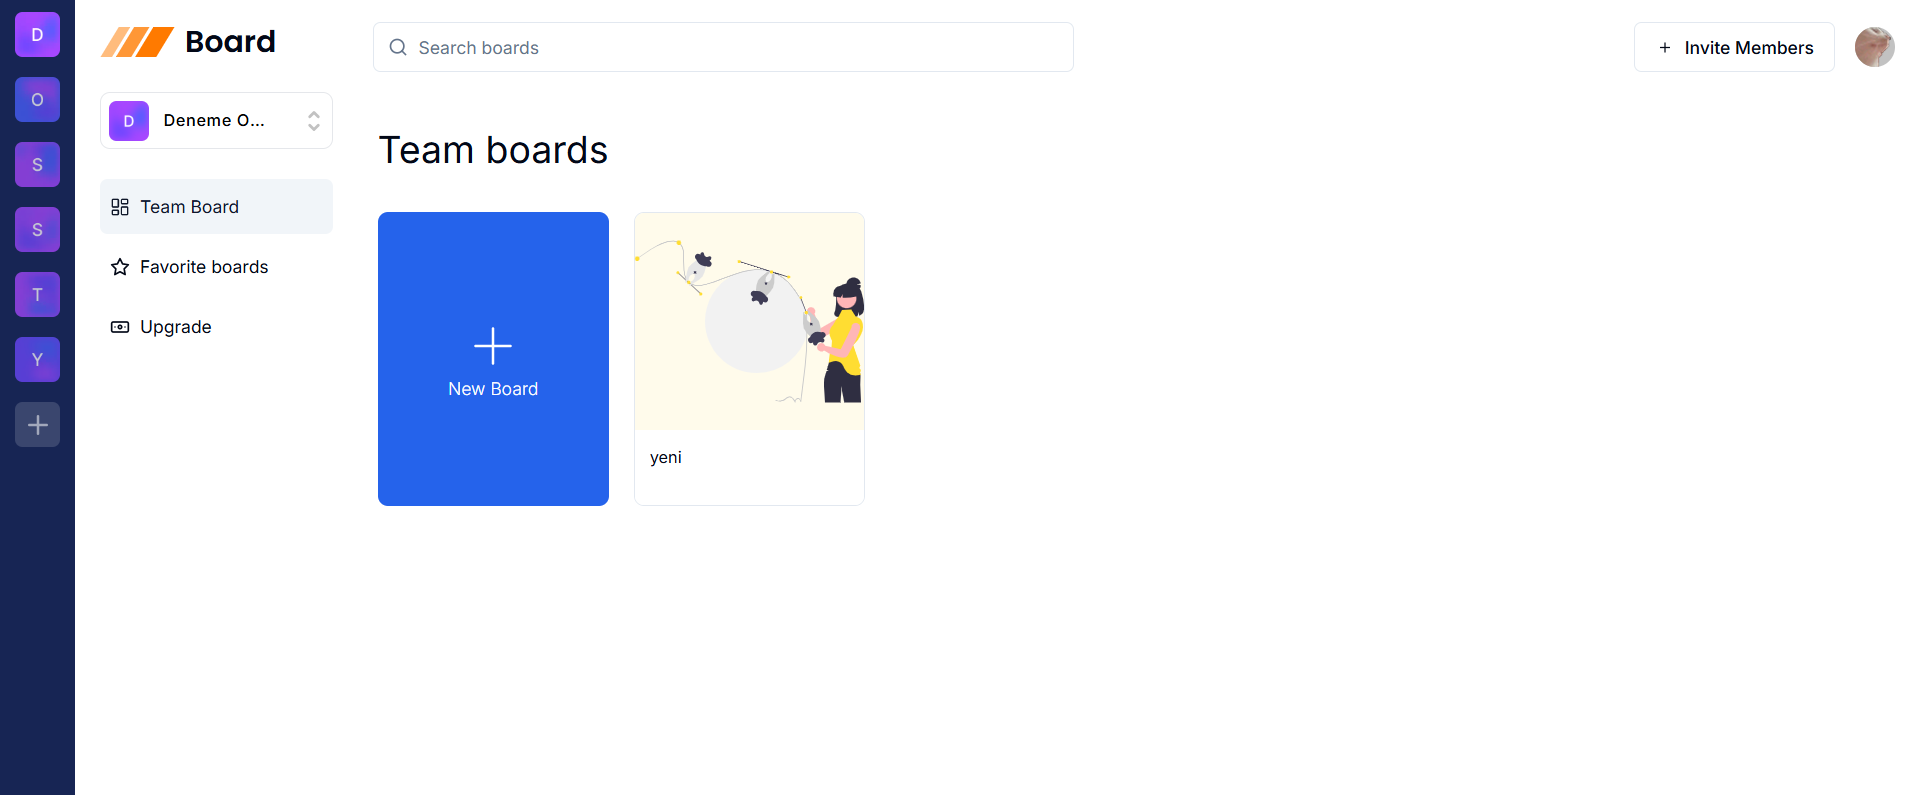 D
O
S
S
T
Y
Board
D
Deneme O...
Team Board
Favorite boards
Upgrade
Search boards
Invite Members
Team boards
New Board
yeni